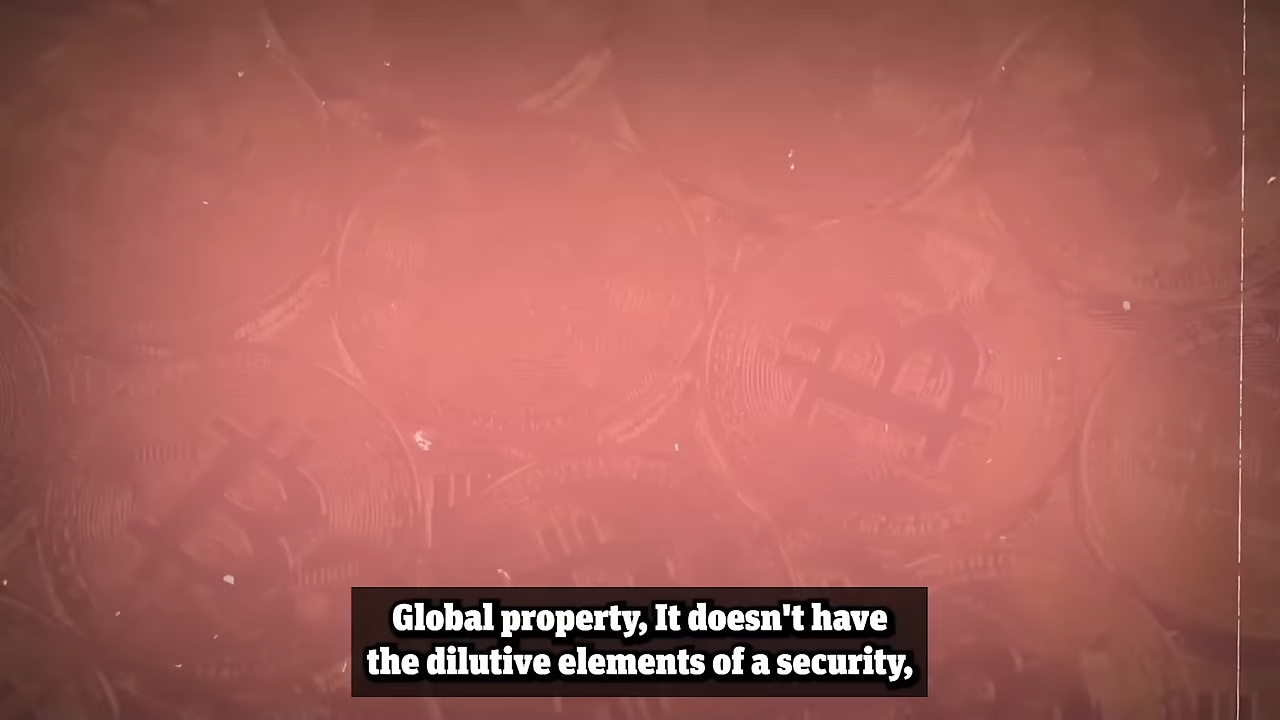 Global property, It doesn't have
the dilutive elements of a security,